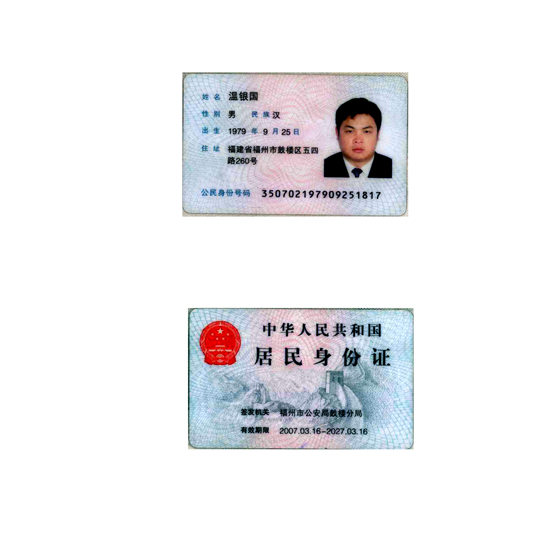 姓名 温银国
性别 男 民族 汉
出生 1979 年 9 月 25 日
住址 福建省福州市鼓楼区五四
路260号
公民身份号码 350702197909251817
中华人民共和国
居民身份证
签发机关 福州市公安局鼓楼分局
有效期限 2007.03.16-2027.03.16